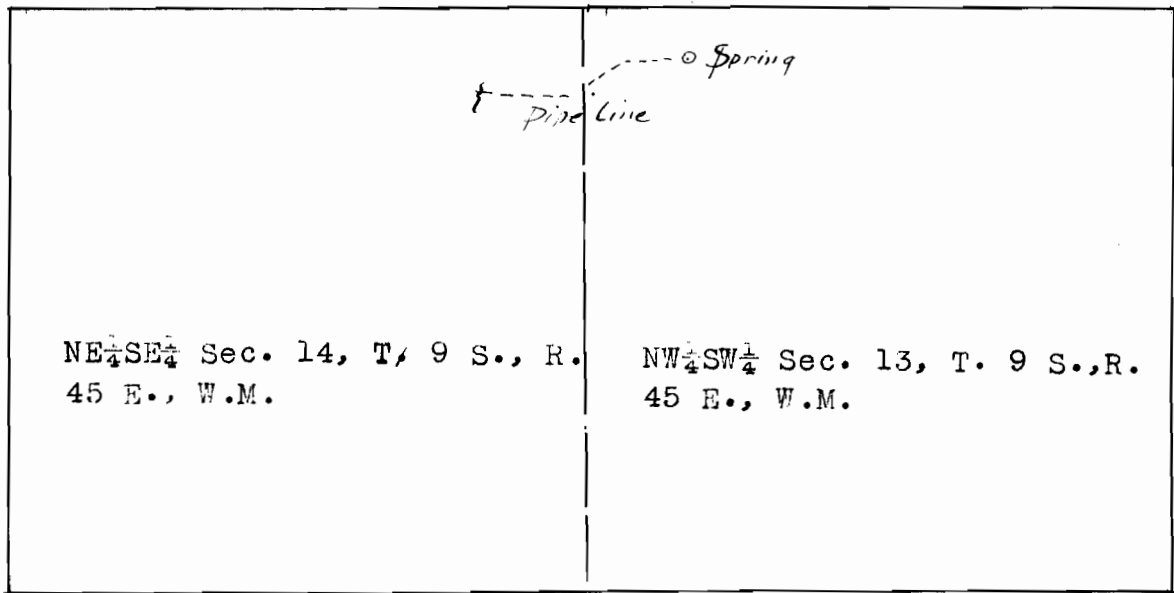 Spring
Pipe Line
NE¼SE¼ Sec. 14, T/ 9 S., R.
45 E., W.M.
NW¼SW¼ Sec. 13, T. 9 S.,R.
45 E., W.M.